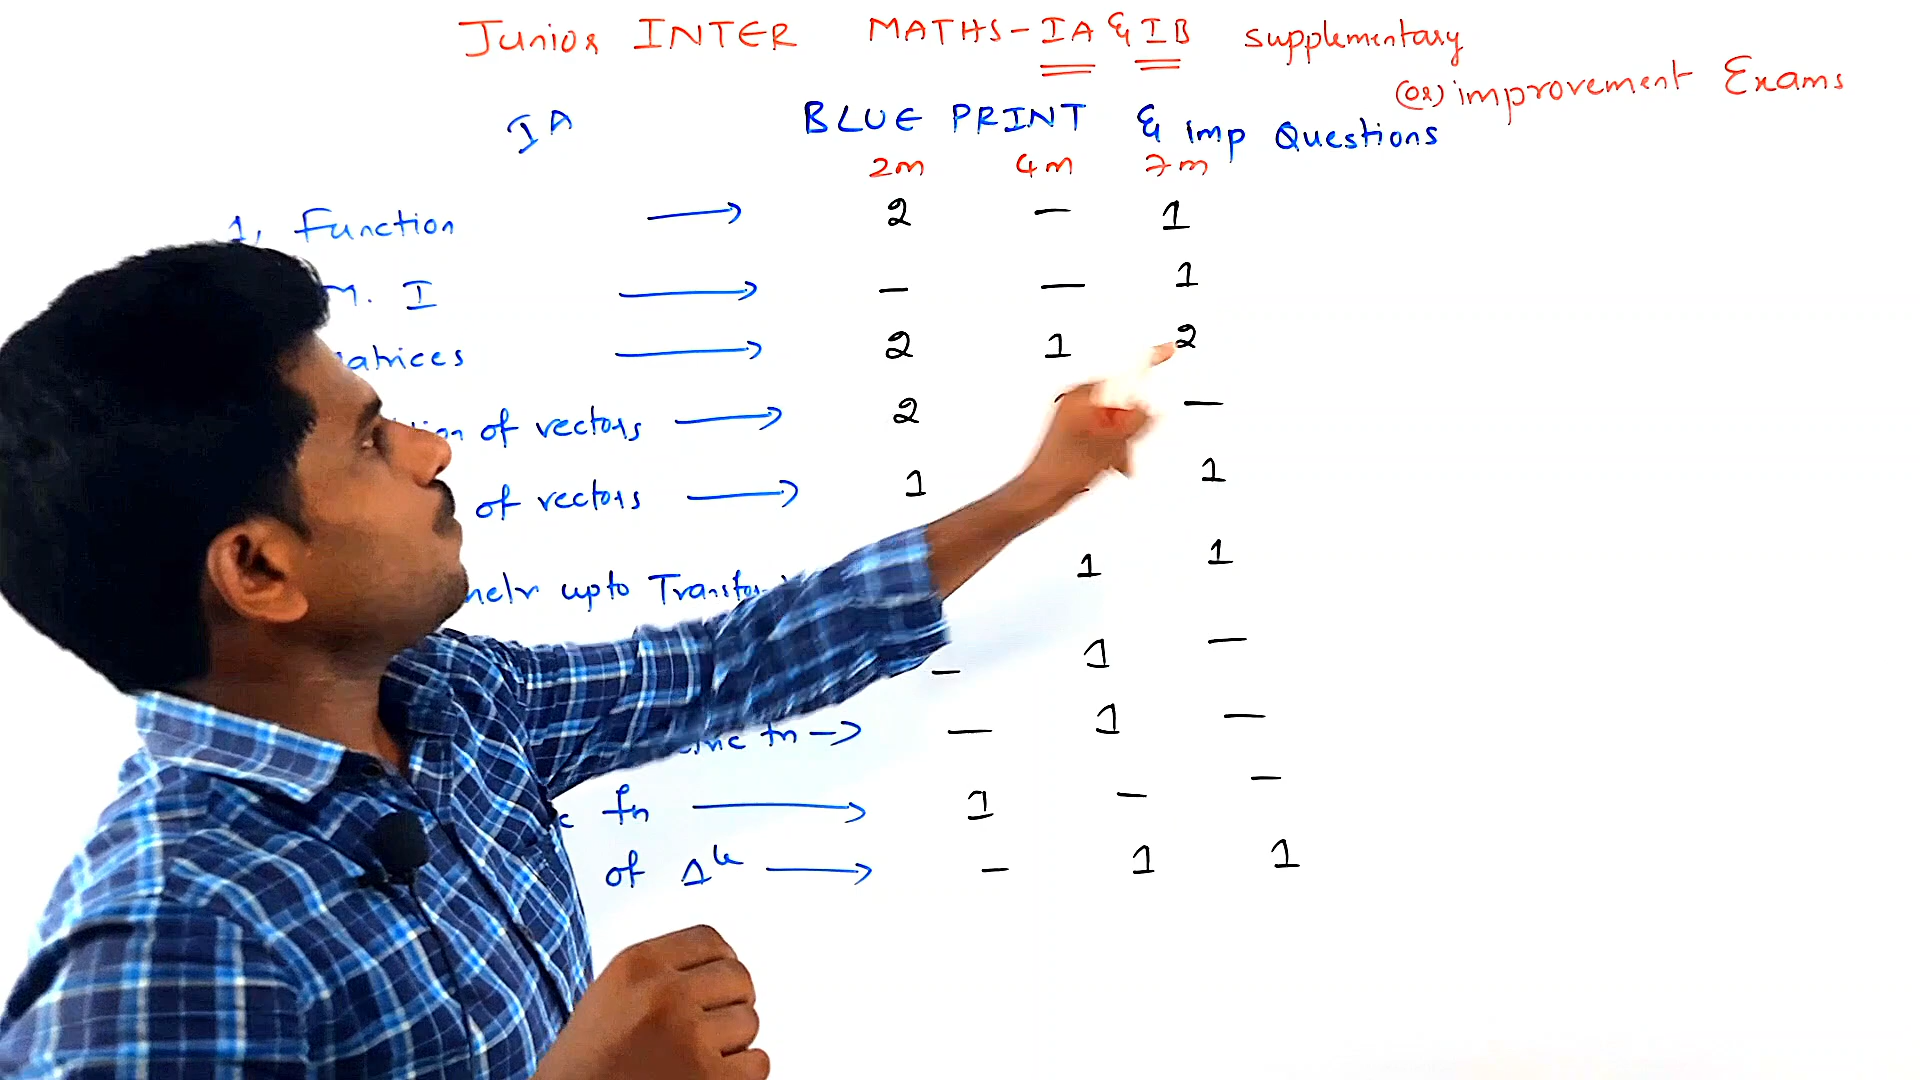 Junior INTER MATHS - IA & IB supplementary
(or) improvement Exams
IA BLUE PRINT & imp Questions
2m 4m 7m
1, Function → 2 — 1
M. I → — — 1
atrices → 2 1 2
of vectors → 2 —
of vectors → 1 1
upto 1 1
— 1 —
fn → — 1 —
fn → 1 — —
of Δle → — 1 1